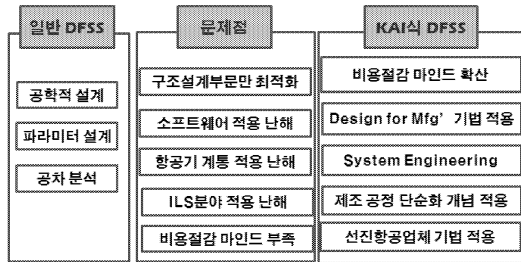 일반 DFSS
공학적 설계
파라미터 설계
공차 분석
문제점
구조설계부문만 최적화
소프트웨어 적용 난해
항공기 계통 적용 난해
ILS분야 적용 난해
비용절감 마인드 부족
KAI식 DFSS
비용절감 마인드 확산
Design for Mfg’ 기법 적용
System Engineering
제조 공정 단순화 개념 적용
선진항공업체 기법 적용